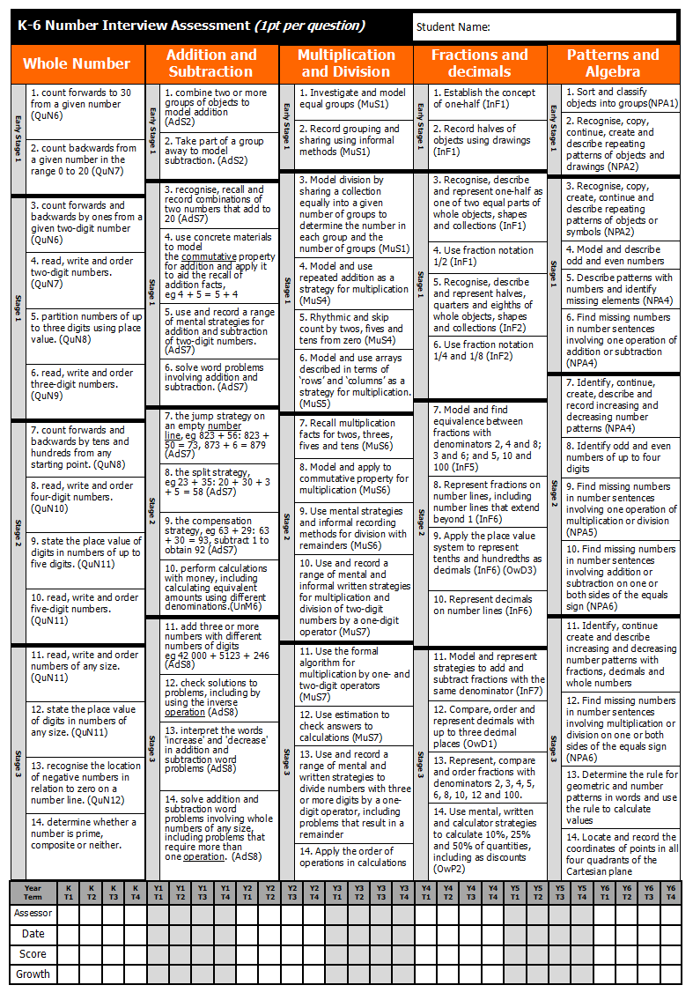 K-6 Number Interview Assessment (1pt per question)
Student Name:
Whole Number
Early Stage 1
1. count forwards to 30
from a given number
(QuN6)
2. count backwards from
a given number in the
range 0 to 20 (QuN7)
Stage 1
3. count forwards and
backwards by ones from a
given two-digit number
(QuN6)
4. read, write and order
two-digit numbers.
(QuN7)
5. partition numbers of up
to three digits using place
value. (QuN8)
6. read, write and order
three-digit numbers.
(QuN9)
Stage 2
7. count forwards and
backwards by tens and
hundreds from any
starting point. (QuN8)
8. read, write and order
four-digit numbers.
(QuN10)
9. state the place value of
digits in numbers of up to
five digits. (QuN11)
10. read, write and order
five-digit numbers.
(QuN11)
Stage 3
11. read, write and order
numbers of any size.
(QuN11)
12. state the place value
of digits in numbers of
any size. (QuN11)
13. recognise the location
of negative numbers in
relation to zero on a
number line. (QuN12)
14. determine whether a
number is prime,
composite or neither.
Addition and
Subtraction
Early Stage 1
1. combine two or more
groups of objects to
model addition
(AdS2)
2. Take part of a group
away to model
subtraction. (AdS2)
Stage 1
3. recognise, recall and
record combinations of
two numbers that add to
20 (AdS7)
4. use concrete materials
to model
the commutative property
for addition and apply it
to aid the recall of
addition facts,
eg 4 + 5 = 5 + 4
5. use and record a range
of mental strategies for
addition and subtraction
of two-digit numbers.
(AdS7)
6. solve word problems
involving addition and
subtraction. (AdS7)
Stage 2
7. the jump strategy on
an empty number
line, eg 823 + 56: 823 +
50 = 73, 873 + 6 = 879
(AdS7)
8. the split strategy,
eg 23 + 35: 20 + 30 + 3
+ 5 = 58 (AdS7)
9. the compensation
strategy, eg 63 + 29: 63
+ 30 = 93, subtract 1 to
obtain 92 (AdS7)
10. perform calculations
with money, including
calculating equivalent
amounts using different
denominations.(UnM6)
Stage 3
11. add three or more
numbers with different
numbers of digits
eg 42 000 + 5123 + 246
(AdS8)
12. check solutions to
problems, including by
using the inverse
operation (AdS8)
13. interpret the words
'increase' and 'decrease'
in addition and
subtraction word
problems (AdS8)
14. solve addition and
subtraction word
problems involving whole
numbers of any size,
including problems that
require more than
one operation. (AdS8)
Multiplication
and Division
Early Stage 1
1. Investigate and model
equal groups (MuS1)
2. Record grouping and
sharing using informal
methods (MuS1)
Stage 1
3. Model division by
sharing a collection
equally into a given
number of groups to
determine the number in
each group and the
number of groups (MuS1)
4. Model and use
repeated addition as a
strategy for multiplication
(MuS4)
5. Rhythmic and skip
count by twos, fives and
tens from zero (MuS4)
6. Model and use arrays
described in terms of
‘rows’ and ‘columns’ as a
strategy for multiplication.
(MuS5)
Stage 2
7. Recall multiplication
facts for twos, threes,
fives and tens (MuS6)
8. Model and apply to
commutative property for
multiplication (MuS6)
9. Use mental strategies
and informal recording
methods for division with
remainders (MuS6)
10. Use and record a
range of mental and
informal written strategies
for multiplication and
division of two-digit
numbers by a one-digit
operator (MuS7)
Stage 3
11. Use the formal
algorithm for
multiplication by one- and
two-digit operators
(MuS7)
12. Use estimation to
check answers to
calculations (MuS7)
13. Use and record a
range of mental and
written strategies to
divide numbers with three
or more digits by a one-
digit operator, including
problems that result in a
remainder
14. Apply the order of
operations in calculations
Fractions and
decimals
Early Stage 1
1. Establish the concept
of one-half (InF1)
2. Record halves of
objects using drawings
(InF1)
Stage 1
3. Recognise, describe
and represent one-half as
one of two equal parts of
whole objects, shapes
and collections (InF1)
4. Use fraction notation
1/2 (InF1)
5. Recognise, describe
and represent halves,
quarters and eighths of
whole objects, shapes
and collections (InF2)
6. Use fraction notation
1/4 and 1/8 (InF2)
Stage 2
7. Model and find
equivalence between
fractions with
denominators 2, 4 and 8;
3 and 6; and 5, 10 and
100 (InF5)
8. Represent fractions on
number lines, including
number lines that extend
beyond 1 (InF6)
9. Apply the place value
system to represent
tenths and hundredths as
decimals (InF6) (OwD3)
10. Represent decimals
on number lines (InF6)
Stage 3
11. Model and represent
strategies to add and
subtract fractions with the
same denominator (InF7)
12. Compare, order and
represent decimals with
up to three decimal
places (OwD1)
13. Represent, compare
and order fractions with
denominators 2, 3, 4, 5,
6, 8, 10, 12 and 100.
14. Use mental, written
and calculator strategies
to calculate 10%, 25%
and 50% of quantities,
including as discounts
(OwP2)
Patterns and
Algebra
Early Stage 1
1. Sort and classify
objects into groups(NPA1)
2. Recognise, copy,
continue, create and
describe repeating
patterns of objects and
drawings (NPA2)
Stage 1
3. Recognise, copy,
create, continue and
describe repeating
patterns of objects or
symbols (NPA2)
4. Model and describe
odd and even numbers
5. Describe patterns with
numbers and identify
missing elements (NPA4)
6. Find missing numbers
in number sentences
involving one operation of
addition or subtraction
(NPA4)
Stage 2
7. Identify, continue,
create, describe and
record increasing and
decreasing number
patterns (NPA4)
8. Identify odd and even
numbers of up to four
digits
9. Find missing numbers
in number sentences
involving one operation of
multiplication or division
(NPA5)
10. Find missing numbers
in number sentences
involving addition or
subtraction on one or
both sides of the equals
sign (NPA6)
Stage 3
11. Identify, continue
create and describe
increasing and decreasing
number patterns with
fractions, decimals and
whole numbers
12. Find missing numbers
in number sentences
involving multiplication or
division on one or both
sides of the equals sign
(NPA6)
13. Determine the rule for
geometric and number
patterns in words and use
the rule to calculate
values
14. Locate and record the
coordinates of points in all
four quadrants of the
Cartesian plane
Year K K K K Y1 Y1 Y1 Y1 Y2 Y2 Y2 Y2 Y3 Y3 Y3 Y3 Y4 Y4 Y4 Y4 Y5 Y5 Y5 Y5 Y6 Y6 Y6 Y6
Term T1 T2 T3 T4 T1 T2 T3 T4 T1 T2 T3 T4 T1 T2 T3 T4 T1 T2 T3 T4 T1 T2 T3 T4 T1 T2 T3 T4
Assessor
Date
Score
Growth